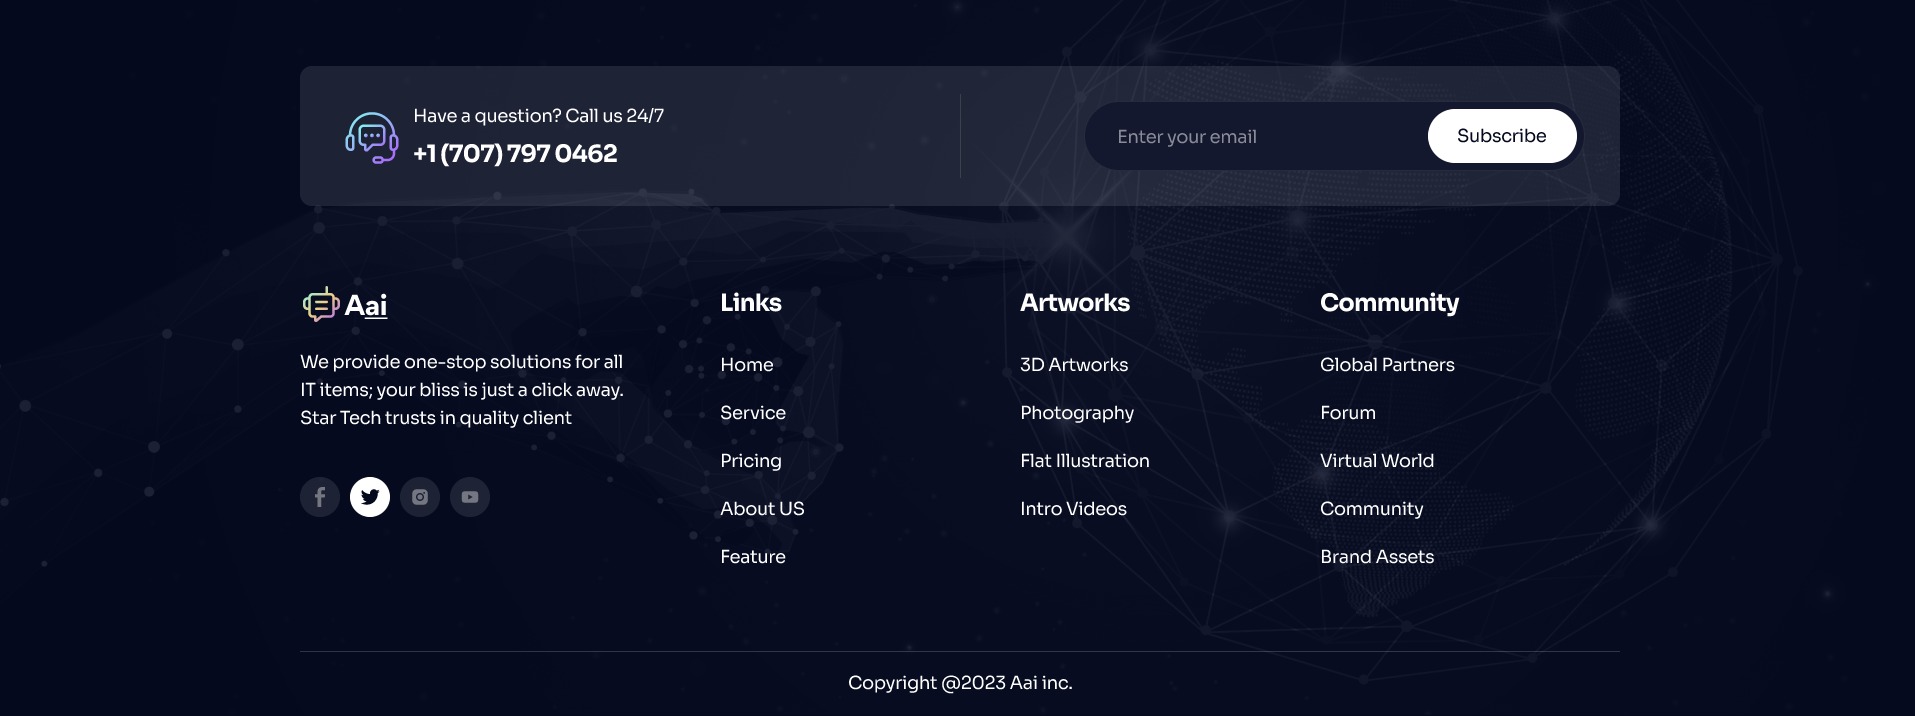 Have a question? Call us 24/7
+1 (707) 797 0462
Enter your email
Subscribe
Aai
We provide one-stop solutions for all
IT items; your bliss is just a click away.
Star Tech trusts in quality client
Links
Home
Service
Pricing
About US
Feature
Artworks
3D Artworks
Photography
Flat Illustration
Intro Videos
Community
Global Partners
Forum
Virtual World
Community
Brand Assets
Copyright @2023 Aai inc.